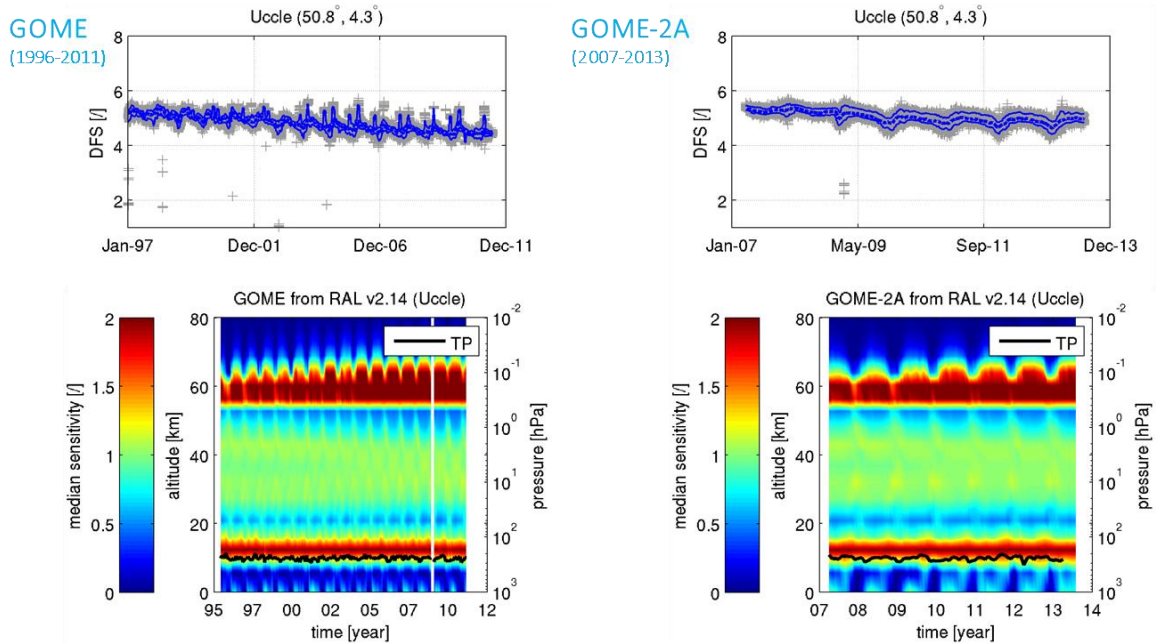 GOME
(1996-2011)
Uccle (50.8°, 4.3°)
8
6
4
2
DFS [/]
Jan-97 Dec-01 Dec-06 Dec-11
GOME-2A
(2007-2013)
Uccle (50.8°, 4.3°)
8
6
4
2
DFS [/]
Jan-07 May-09 Sep-11 Dec-13
GOME from RAL v2.14 (Uccle)
TP
2
1.5
1
0.5
0
median sensitivity [/]
80
60
40
20
0
altitude [km]
10⁻²
10⁻¹
10⁰
10¹
10²
10³
pressure [hPa]
95 97 00 02 05 07 10 12
time [year]
GOME-2A from RAL v2.14 (Uccle)
TP
2
1.5
1
0.5
0
median sensitivity [/]
80
60
40
20
0
altitude [km]
10⁻²
10⁻¹
10⁰
10¹
10²
10³
pressure [hPa]
07 08 09 10 11 12 13 14
time [year]